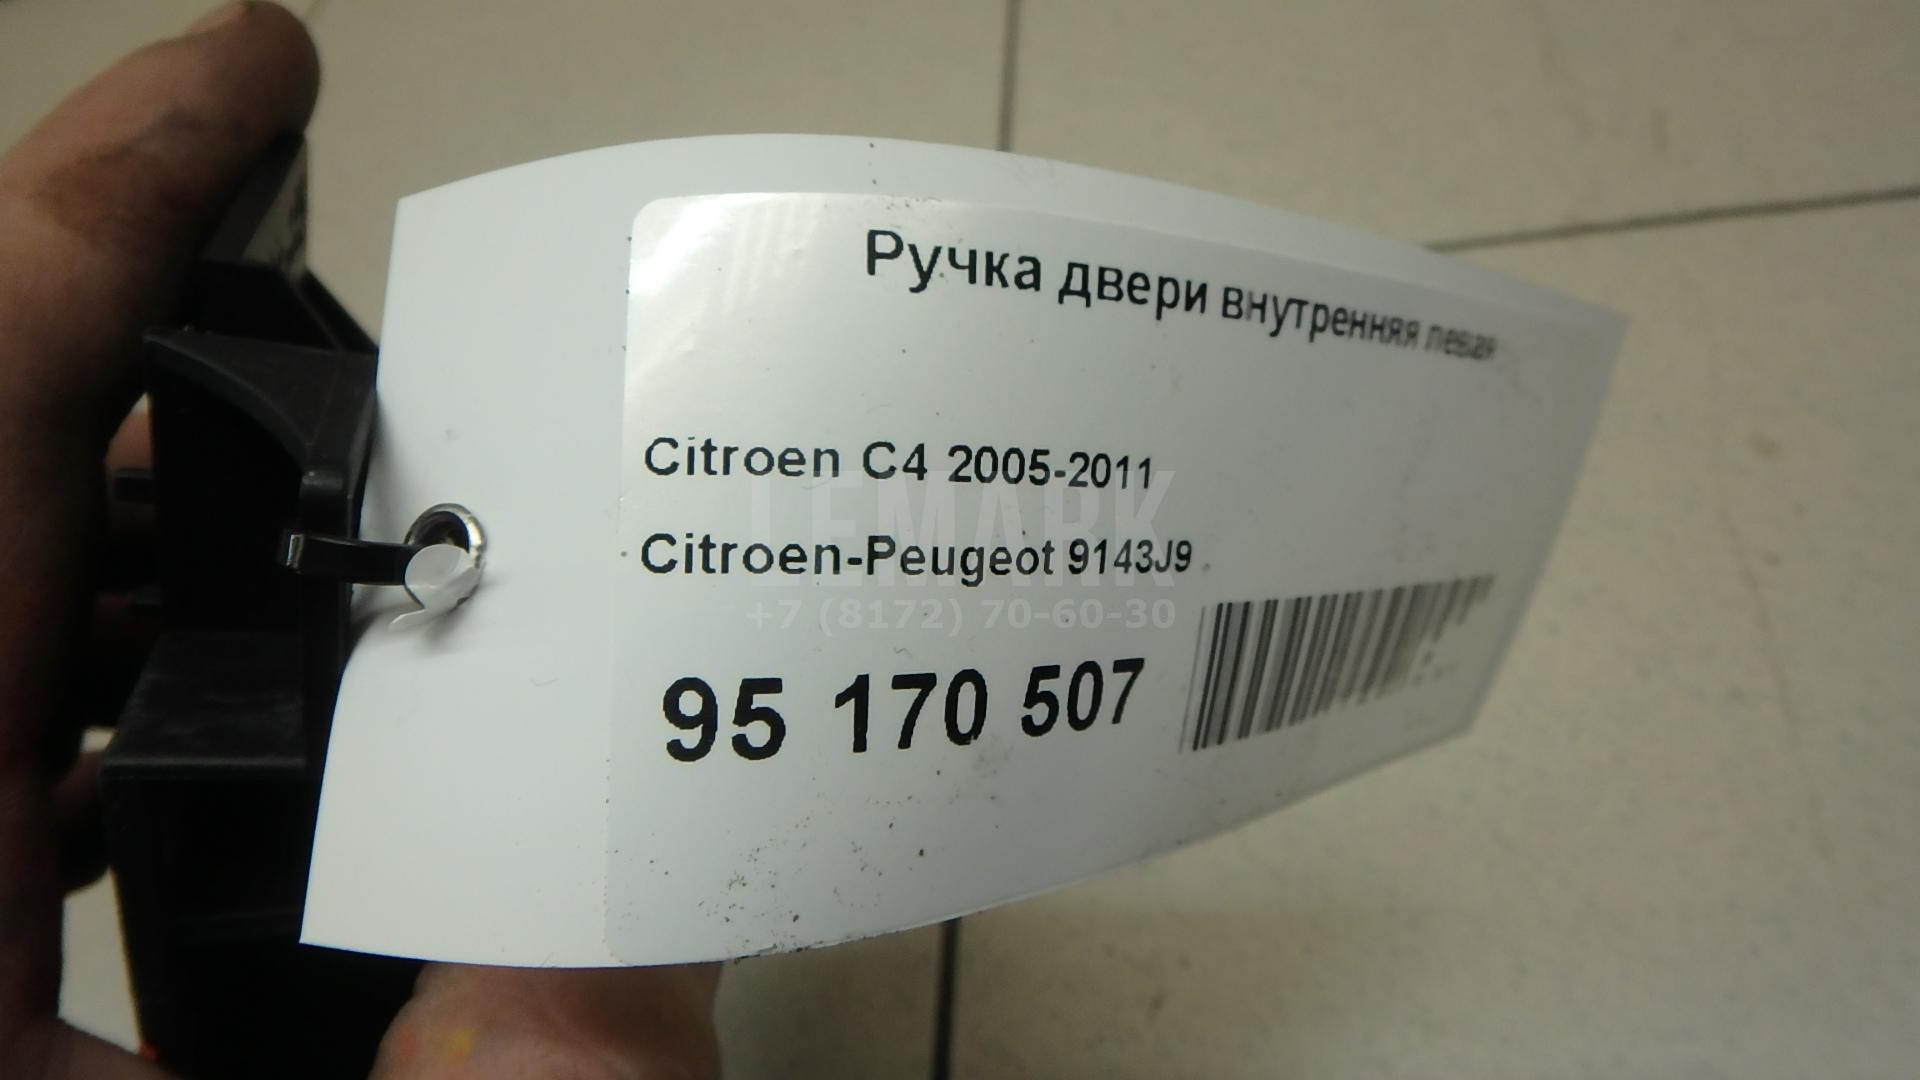 Ручка двери внутренняя левая
Citroen C4 2005-2011
Citroen-Peugeot 9143J9
LEMARK
+7 (8172) 70-60-30
95 170 507